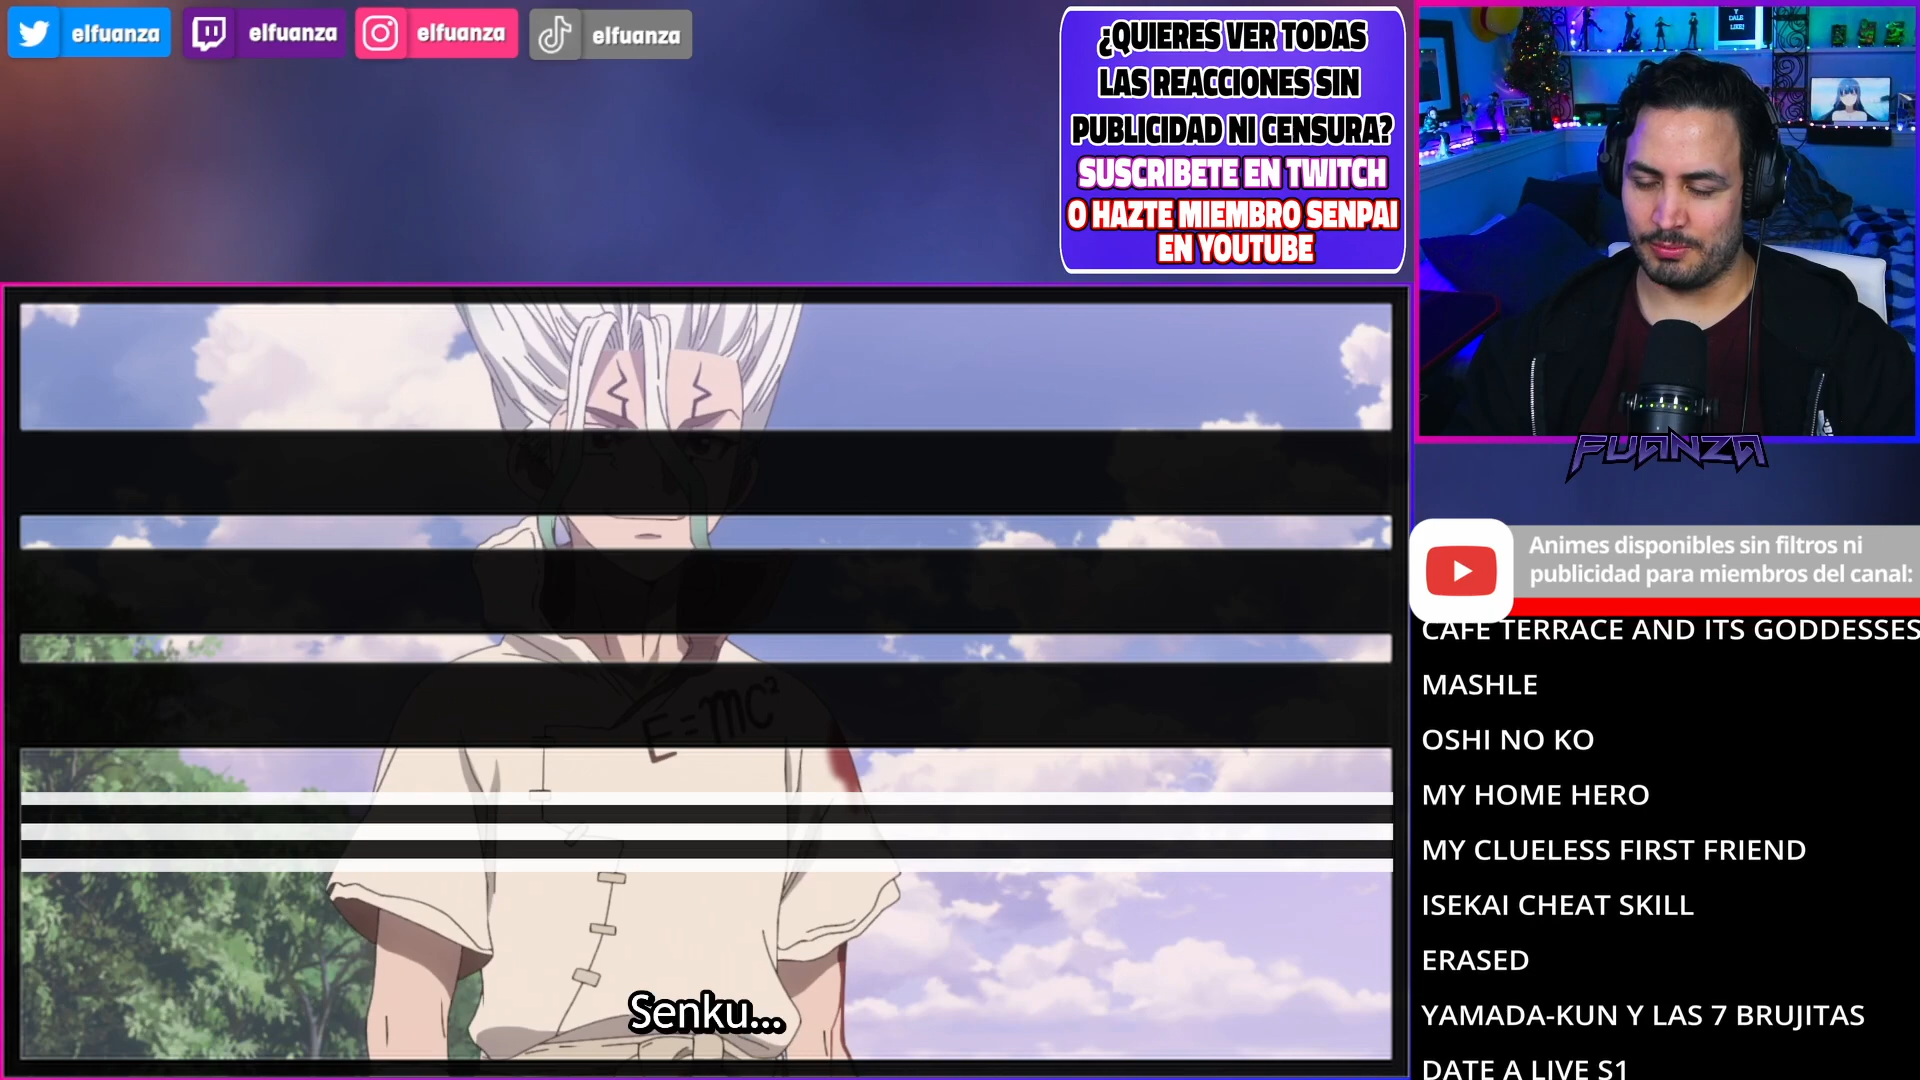 elfuanza
elfuanza
elfuanza
elfuanza
¿QUIERES VER TODAS
LAS REACCIONES SIN
PUBLICIDAD NI CENSURA?
SUSCRIBETE EN TWITCH
O HAZTE MIEMBRO SENPAI
EN YOUTUBE
Y
DALE
LIKE!
FUANZA
E=MC²
Senku...
Animes disponibles sin filtros ni
publicidad para miembros del canal:
CAFE TERRACE AND ITS GODDESSES
MASHLE
OSHI NO KO
MY HOME HERO
MY CLUELESS FIRST FRIEND
ISEKAI CHEAT SKILL
ERASED
YAMADA-KUN Y LAS 7 BRUJITAS
DATE A LIVE S1